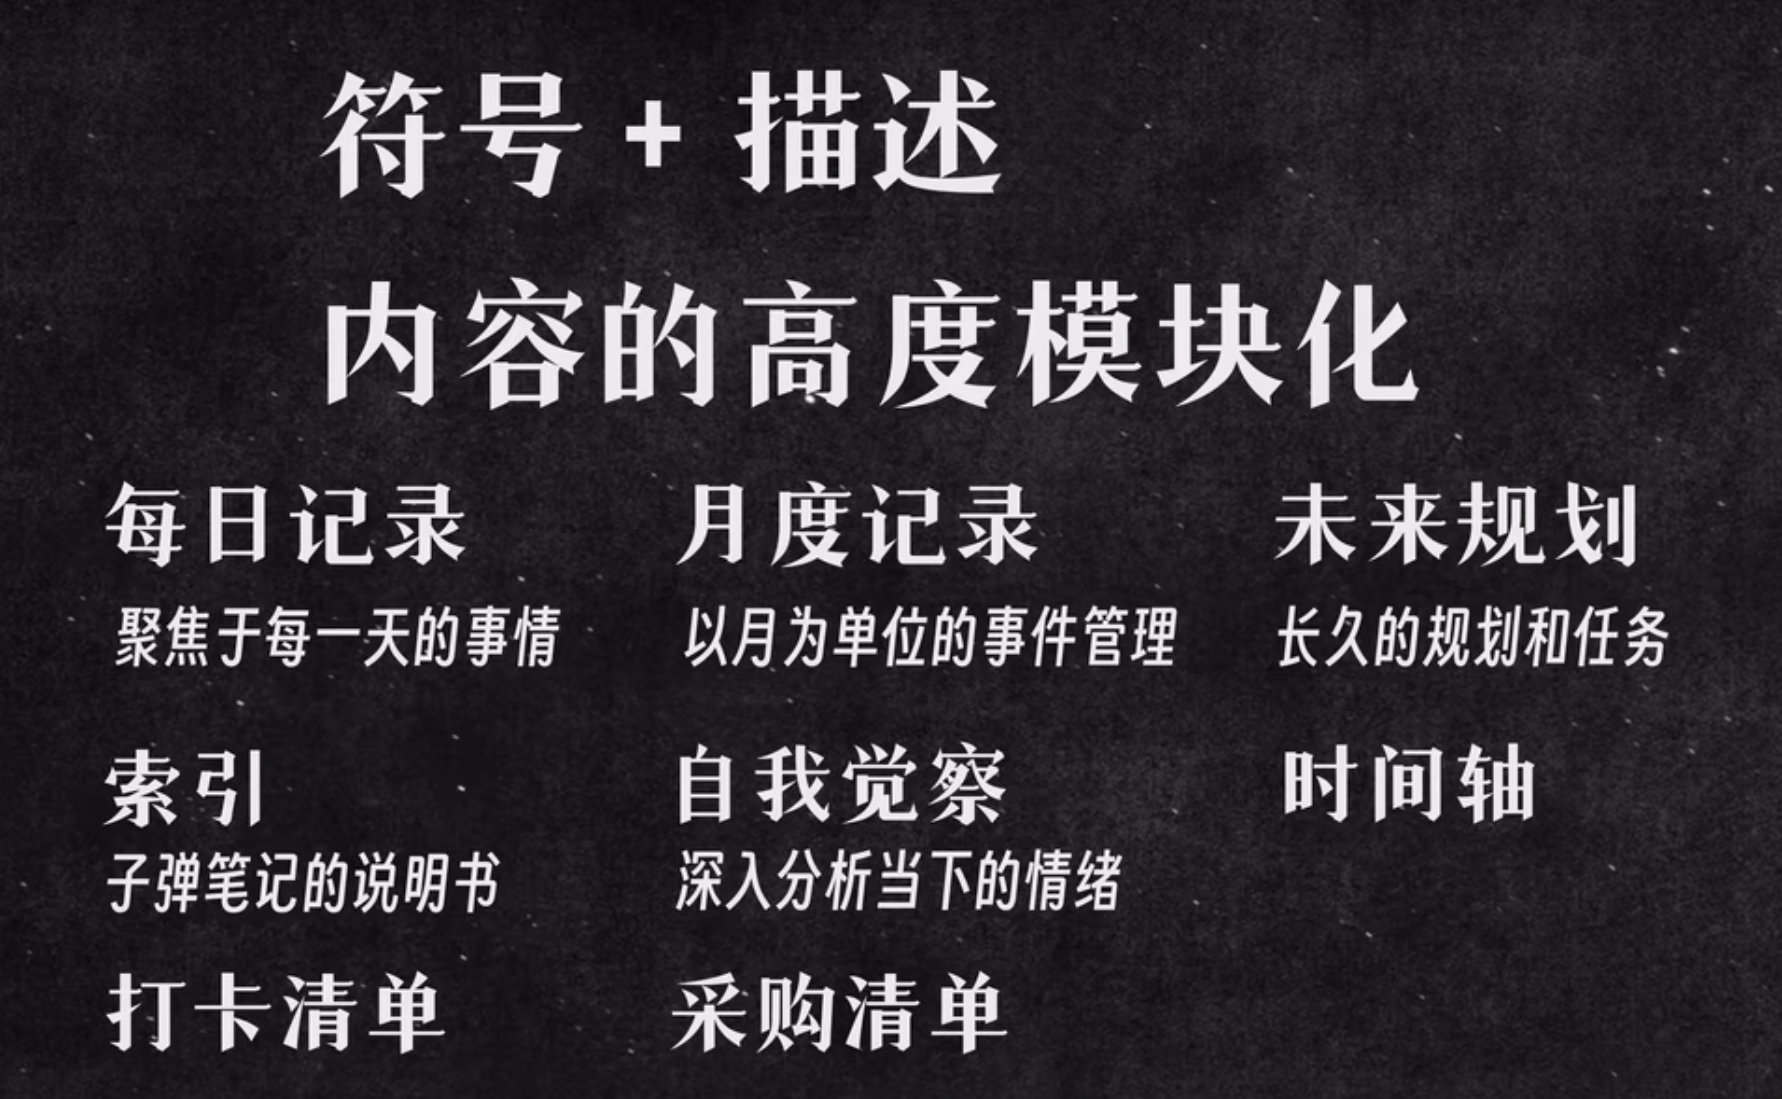 符号 + 描述
内容的高度模块化
每日记录 月度记录 未来规划
聚焦于每一天的事情 以月为单位的事件管理 长久的规划和任务
索引 自我觉察 时间轴
子弹笔记的说明书 深入分析当下的情绪
打卡清单 采购清单